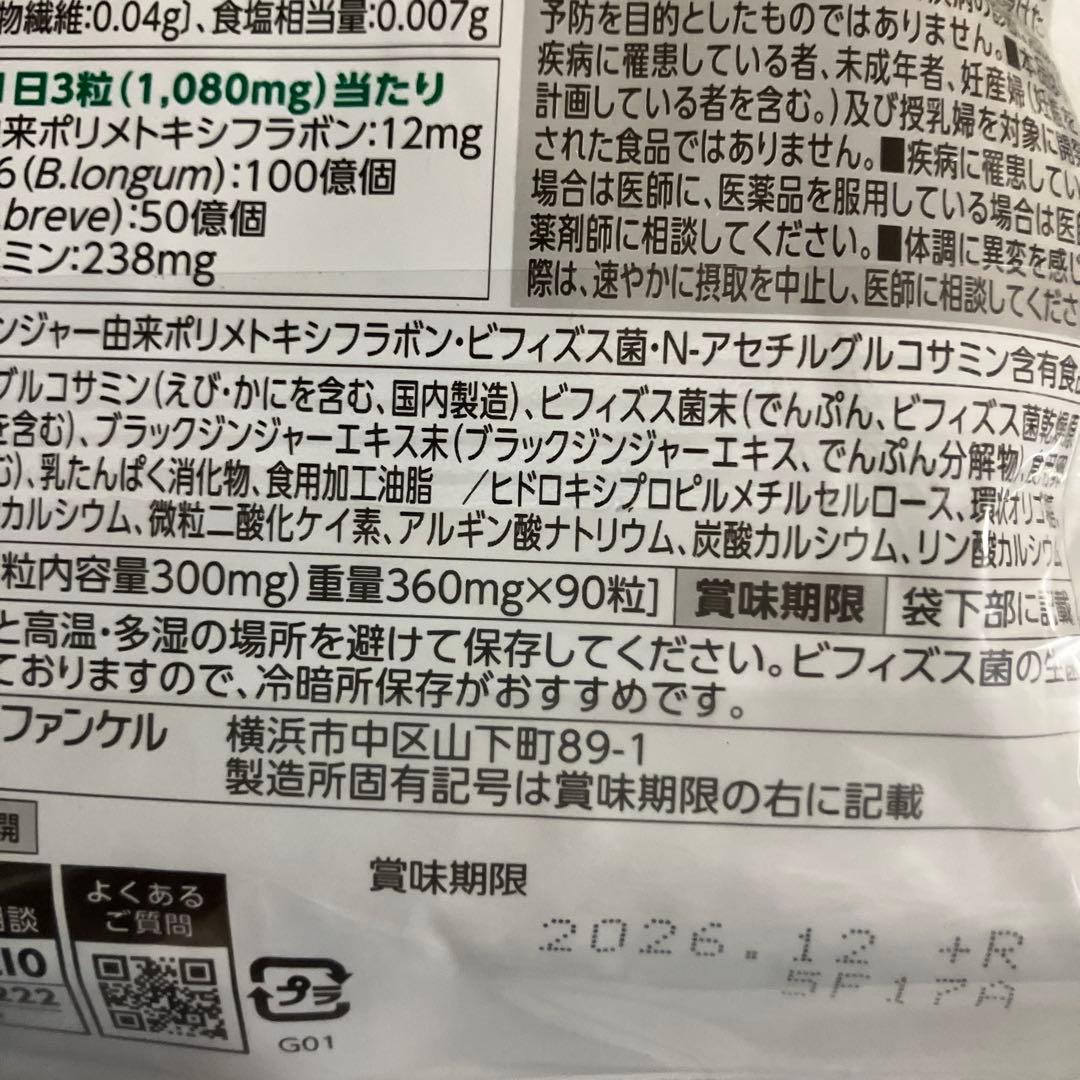 物繊維:0.04g〕、食塩相当量:0.007g
1日3粒(1,080mg)当たり
由来ポリメトキシフラボン:12mg
6(B.longum):100億個
breve):50億個
ミン:238mg
予防を目的としたものではありません。■本
疾病に罹患している者、未成年者、妊産婦(妊
計画している者を含む。)及び授乳婦を対象に開発
された食品ではありません。■疾病に罹患してい
場合は医師に、医薬品を服用している場合は医
薬剤師に相談してください。■体調に異変を感じ
際は、速やかに摂取を中止し、医師に相談してくださ
ンジャー由来ポリメトキシフラボン・ビフィズス菌・N-アセチルグルコサミン含有食
グルコサミン(えび・かにを含む、国内製造)、ビフィズス菌末(でんぷん、ビフィズス菌乾燥原
を含む)、ブラックジンジャーエキス末(ブラックジンジャーエキス、でんぷん分解物)
む)、乳たんぱく消化物、食用加工油脂 /ヒドロキシプロピルメチルセルロース、環状オリゴ
カルシウム、微粒二酸化ケイ素、アルギン酸ナトリウム、炭酸カルシウム、リン酸カルシウム
粒内容量300mg)重量360mg×90粒]
賞味期限
袋下部に記載
と高温・多湿の場所を避けて保存してください。ビフィズス菌の生
ておりますので、冷暗所保存がおすすめです。
ファンケル
横浜市中区山下町89-1
製造所固有記号は賞味期限の右に記載
開
談
10
222
よくある
ご質問
プラ
G01
賞味期限
2026.12 +R
5F17A